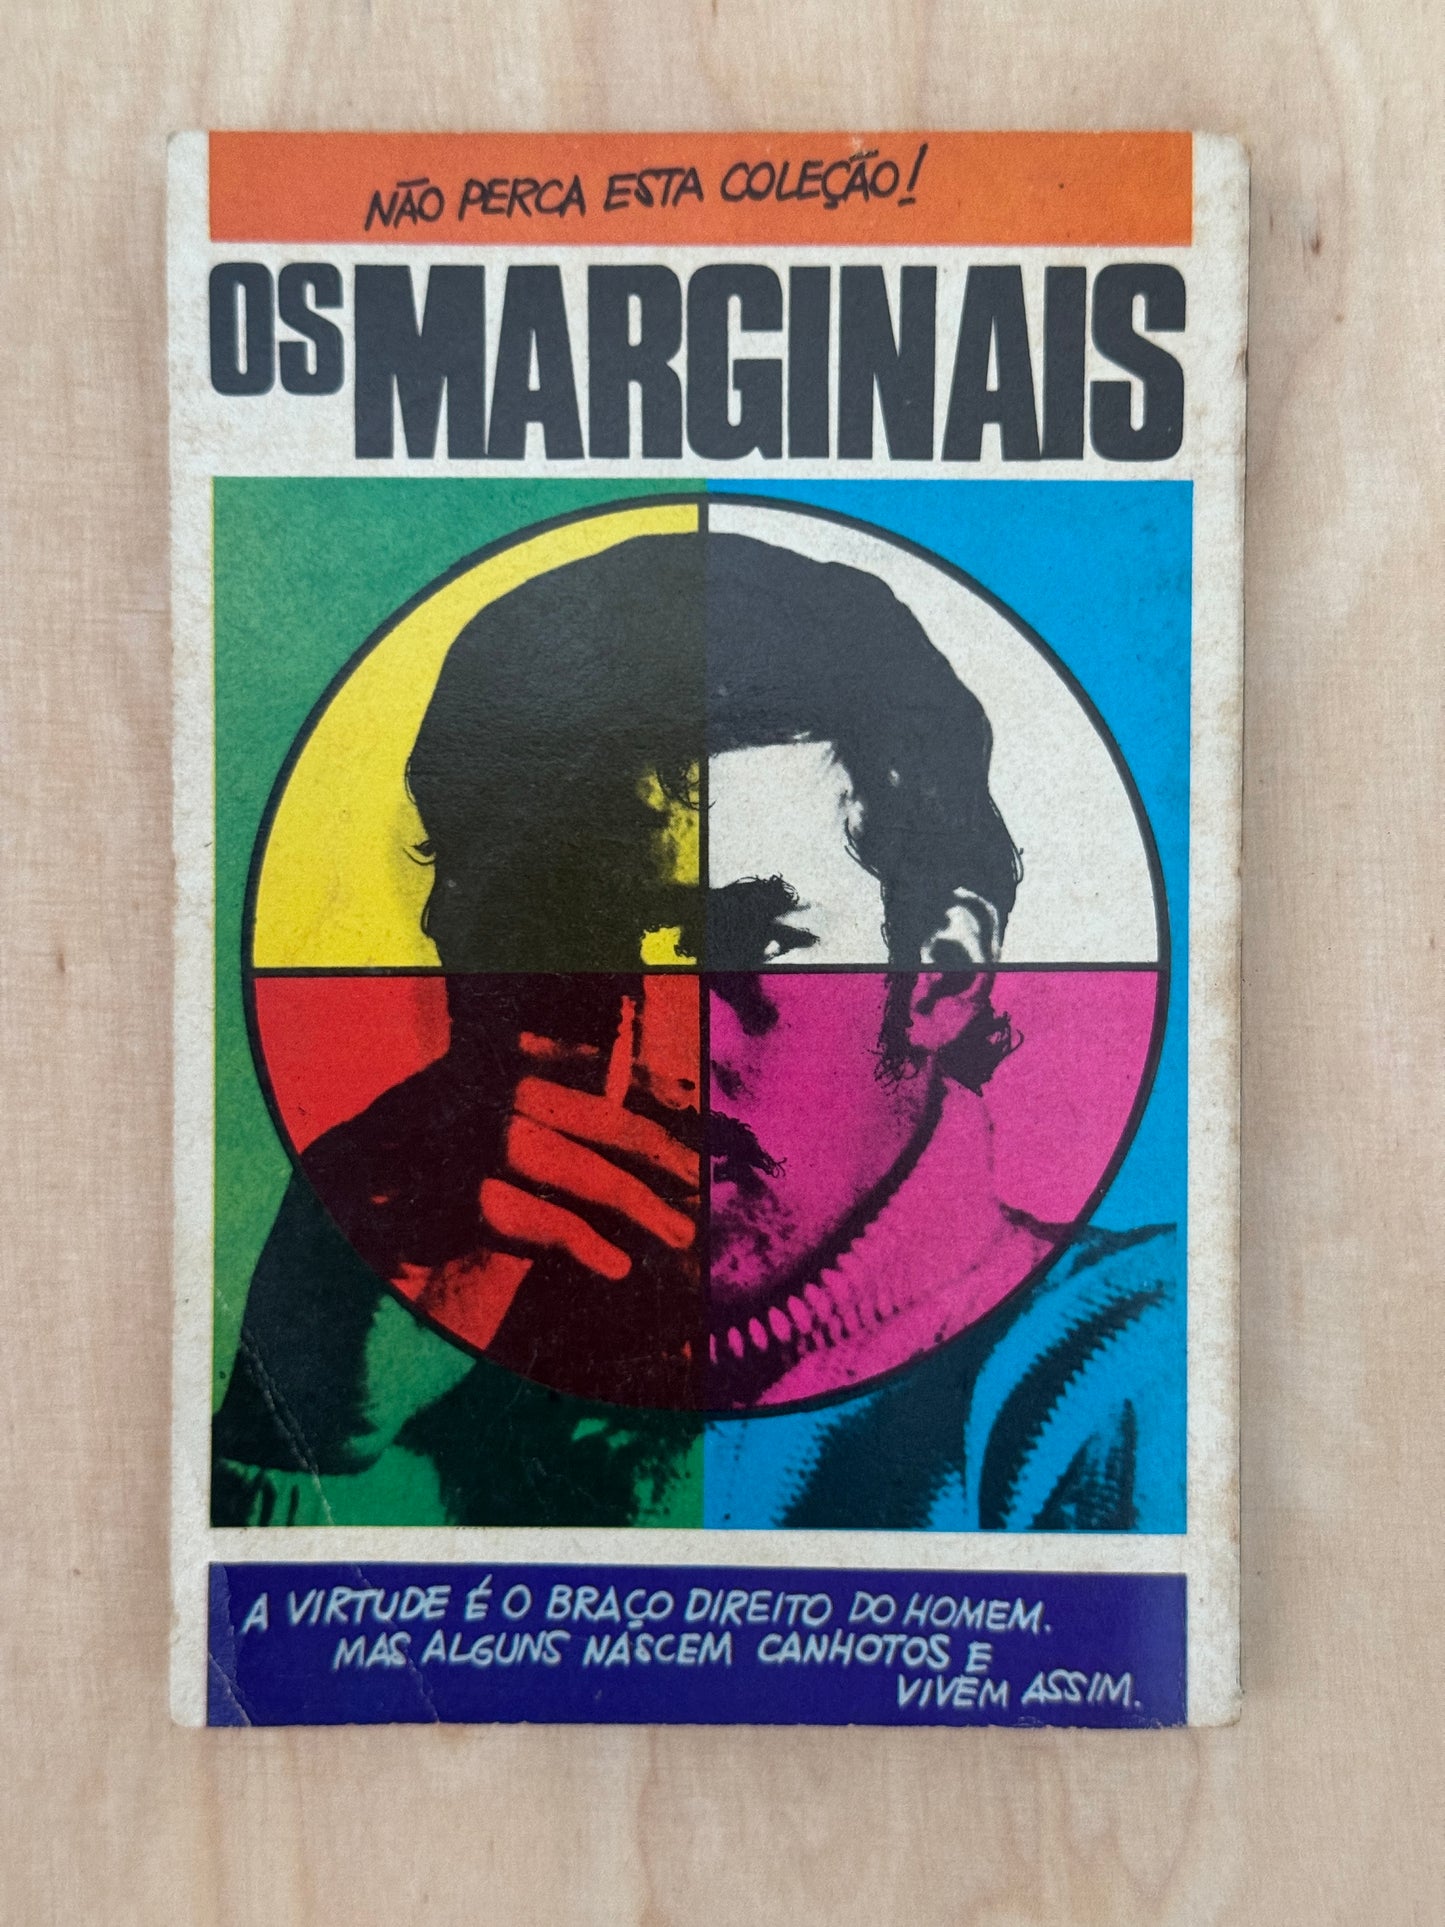 NÃO PERCA ESTA COLEÇÃO!
OS MARGINAIS
A VIRTUDE É O BRAÇO DIREITO DO HOMEM.
MAS ALGUNS NASCEM CANHOTOS E
VIVEM ASSIM.